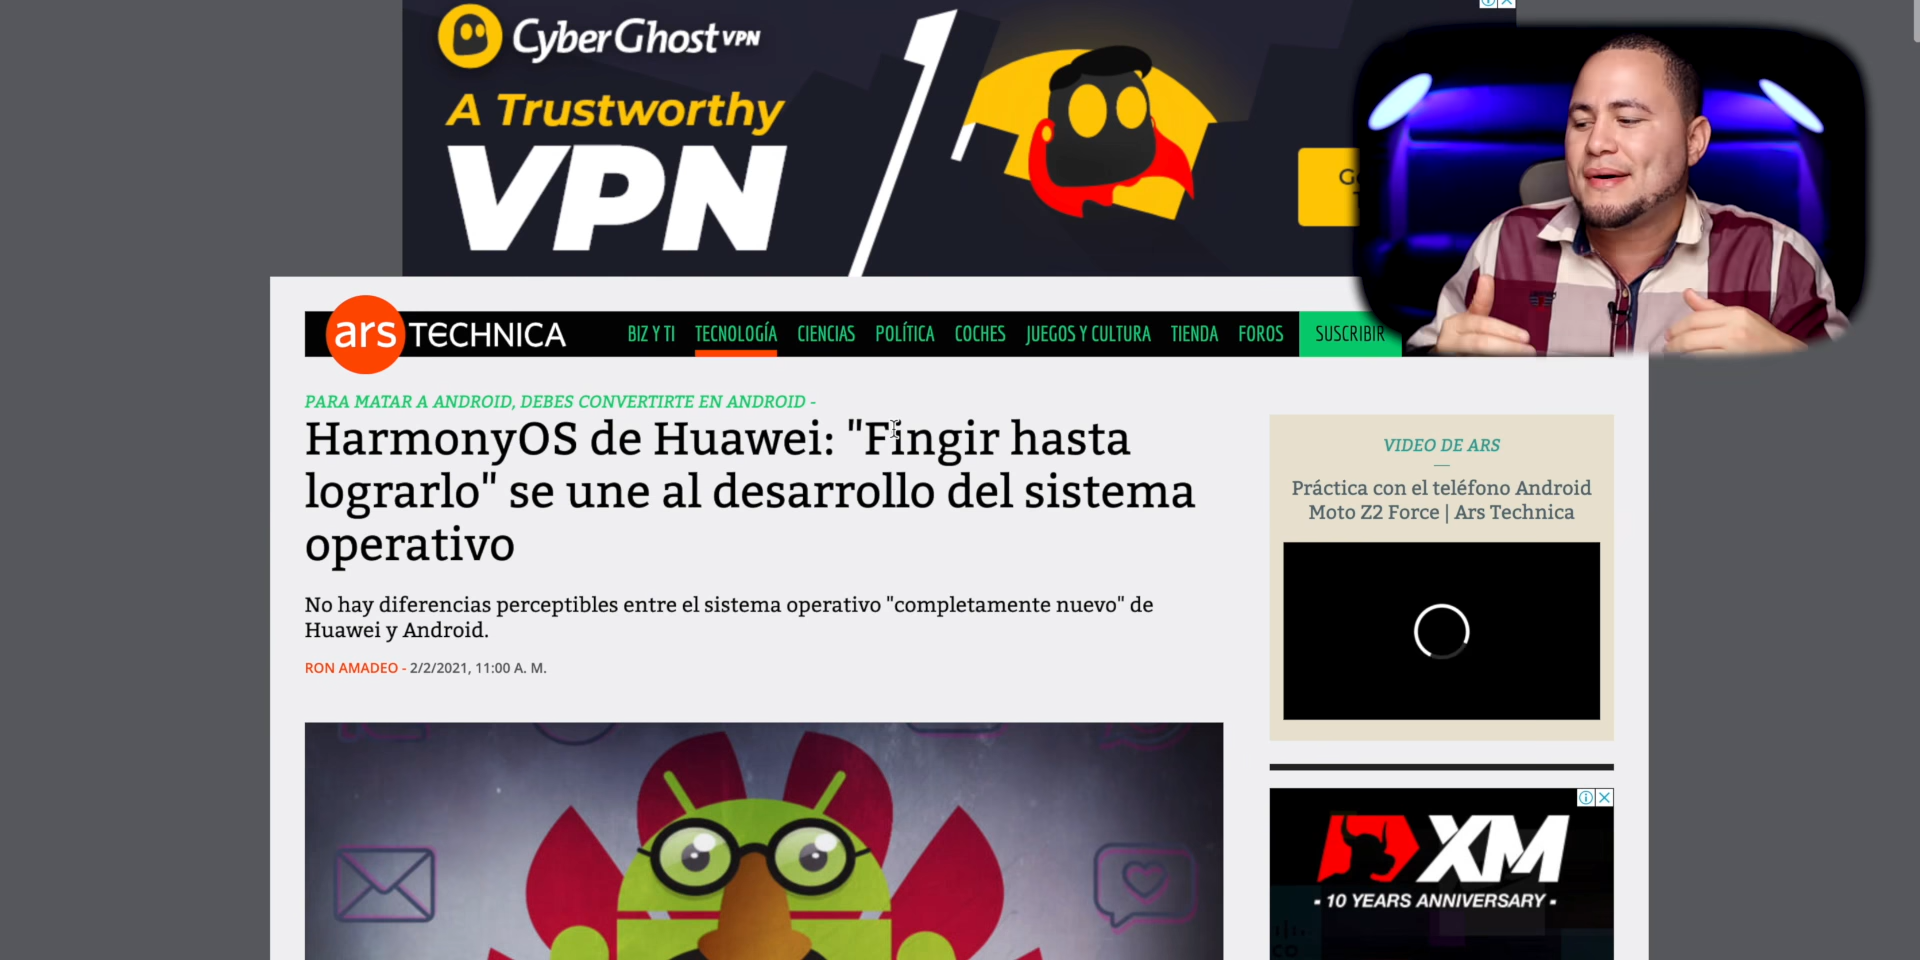 CyberGhost VPN
A Trustworthy
VPN
ars TECHNICA
BIZ Y TI TECNOLOGÍA CIENCIAS POLÍTICA COCHES JUEGOS Y CULTURA TIENDA FOROS SUSCRIBIR
PARA MATAR A ANDROID, DEBES CONVERTIRTE EN ANDROID -
HarmonyOS de Huawei: "Fingir hasta
lograrlo" se une al desarrollo del sistema
operativo
No hay diferencias perceptibles entre el sistema operativo "completamente nuevo" de
Huawei y Android.
RON AMADEO - 2/2/2021, 11:00 A. M.
VIDEO DE ARS
Práctica con el teléfono Android
Moto Z2 Force | Ars Technica
XM
- 10 YEARS ANNIVERSARY -